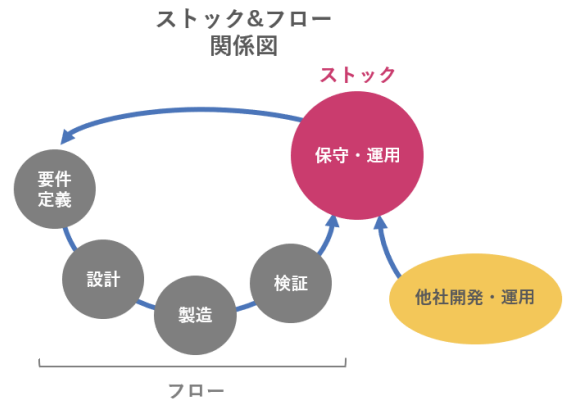 ストック&フロー
関係図
ストック
保守・運用
要件
定義
設計
製造
検証
他社開発・運用
フロー